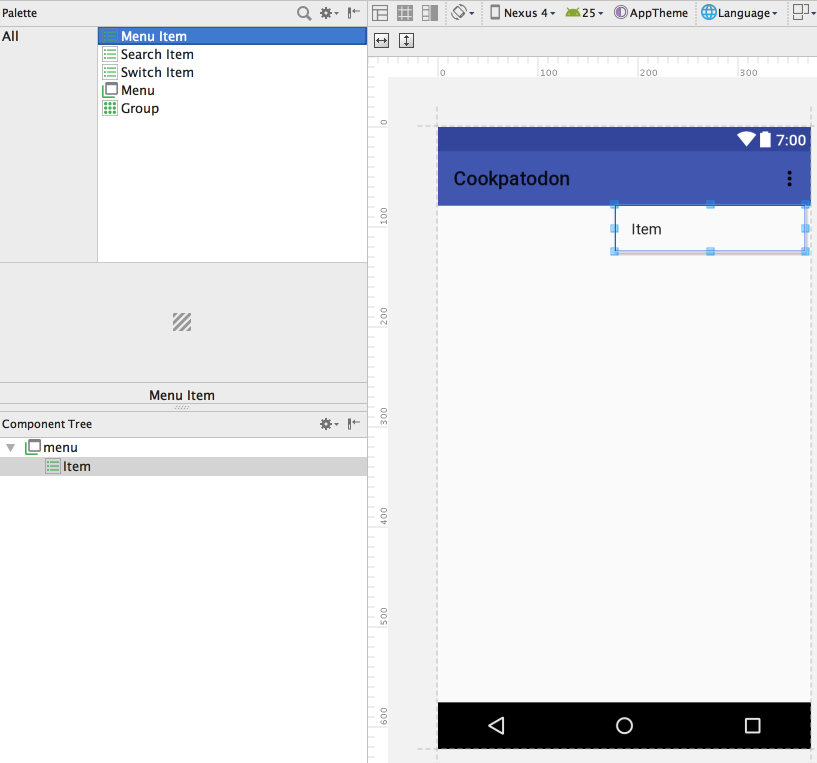 Palette
All
Menu Item
Search Item
Switch Item
Menu
Group
Menu Item
Component Tree
menu
Item
Nexus 4
25
AppTheme
Language
0
100
200
300
0
100
200
300
400
500
600
7:00
Cookpatodon
Item